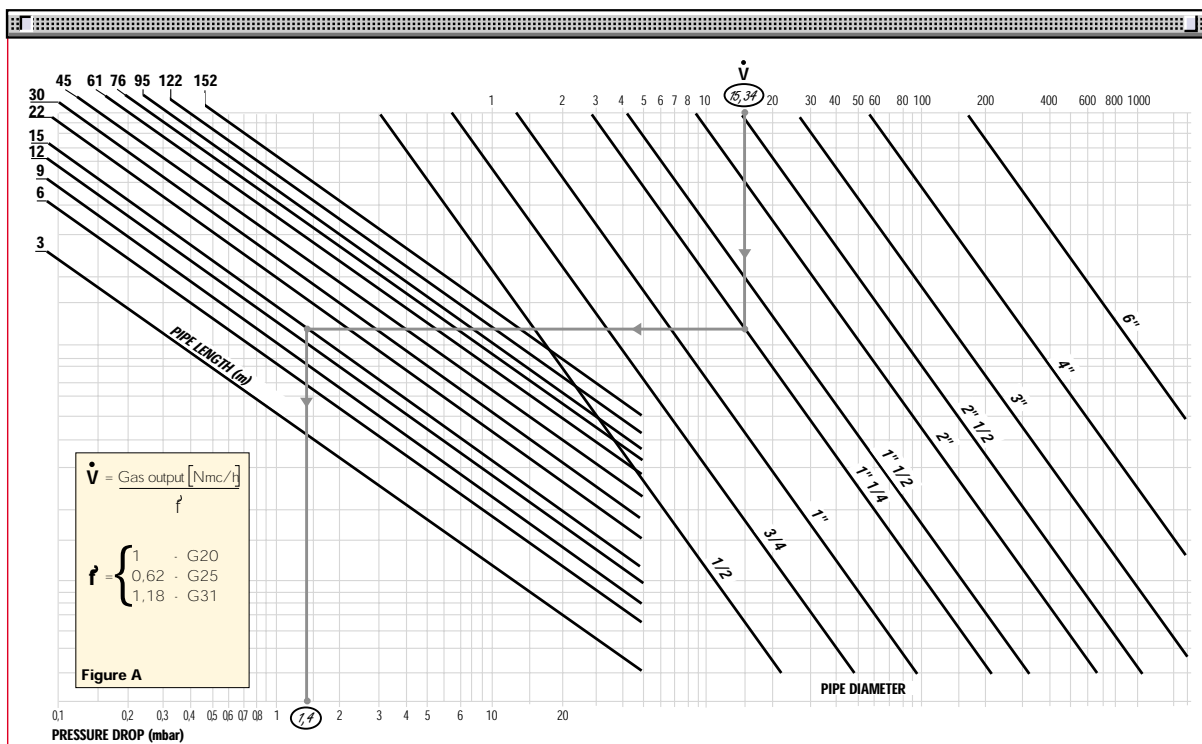 V̇
15,34
45 61 76 95 122 152
30
22
15
12
9
6
3
1 2 3 4 5 6 7 8 10 20 30 40 50 60 80 100 200 400 600 800 1000
PIPE LENGTH (m)
6"
4"
3"
2" 1/2
2"
1" 1/2
1" 1/4
1"
3/4
1/2
V̇ = Gas output [Nmc/h]
f
f = { 1 - G20
0,62 - G25
1,18 - G31
Figure A
PIPE DIAMETER
0,1 0,2 0,3 0,4 0,5 0,6 0,7 0,8 1 1,4 2 3 4 5 6 10 20
PRESSURE DROP (mbar)